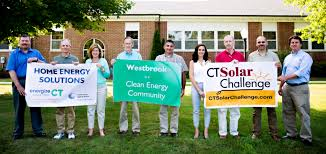 HOME ENERGY
SOLUTIONS
energize
CT
Westbrook
Clean Energy
Community
CTSolar
Challenge
CTSolarChallenge.com